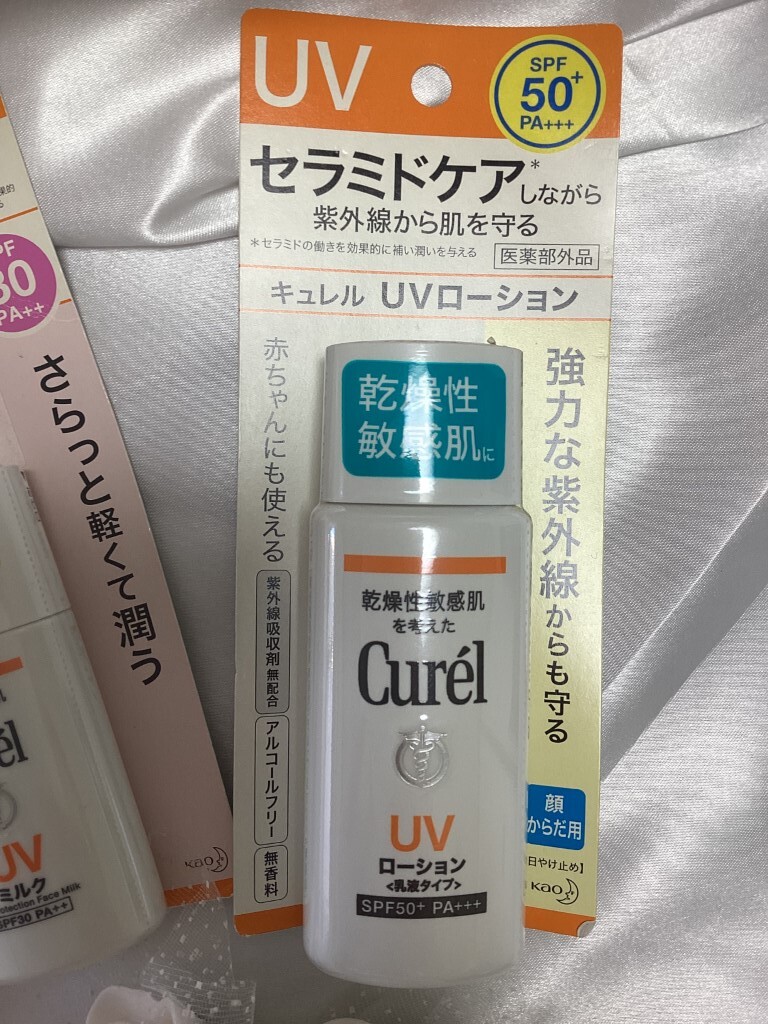 UV
SPF
50+
PA+++
セラミドケア*しながら
紫外線から肌を守る
*セラミドの働きを効果的に補い潤いを与える
医薬部外品
キュレル UVローション
赤ちゃんにも使える
紫外線吸収剤 無配合
アルコールフリー
無香料
強力な紫外線からも守る
顔
からだ用
日やけ止め】
Kao
乾燥性
敏感肌に
乾燥性敏感肌
を考えた
Curél
UV
ローション
<乳液タイプ>
SPF50+ PA+++
30
PA++
さらっと軽くて潤う
Kao
él
UV
ミルク
Face Milk
SPF30 PA++